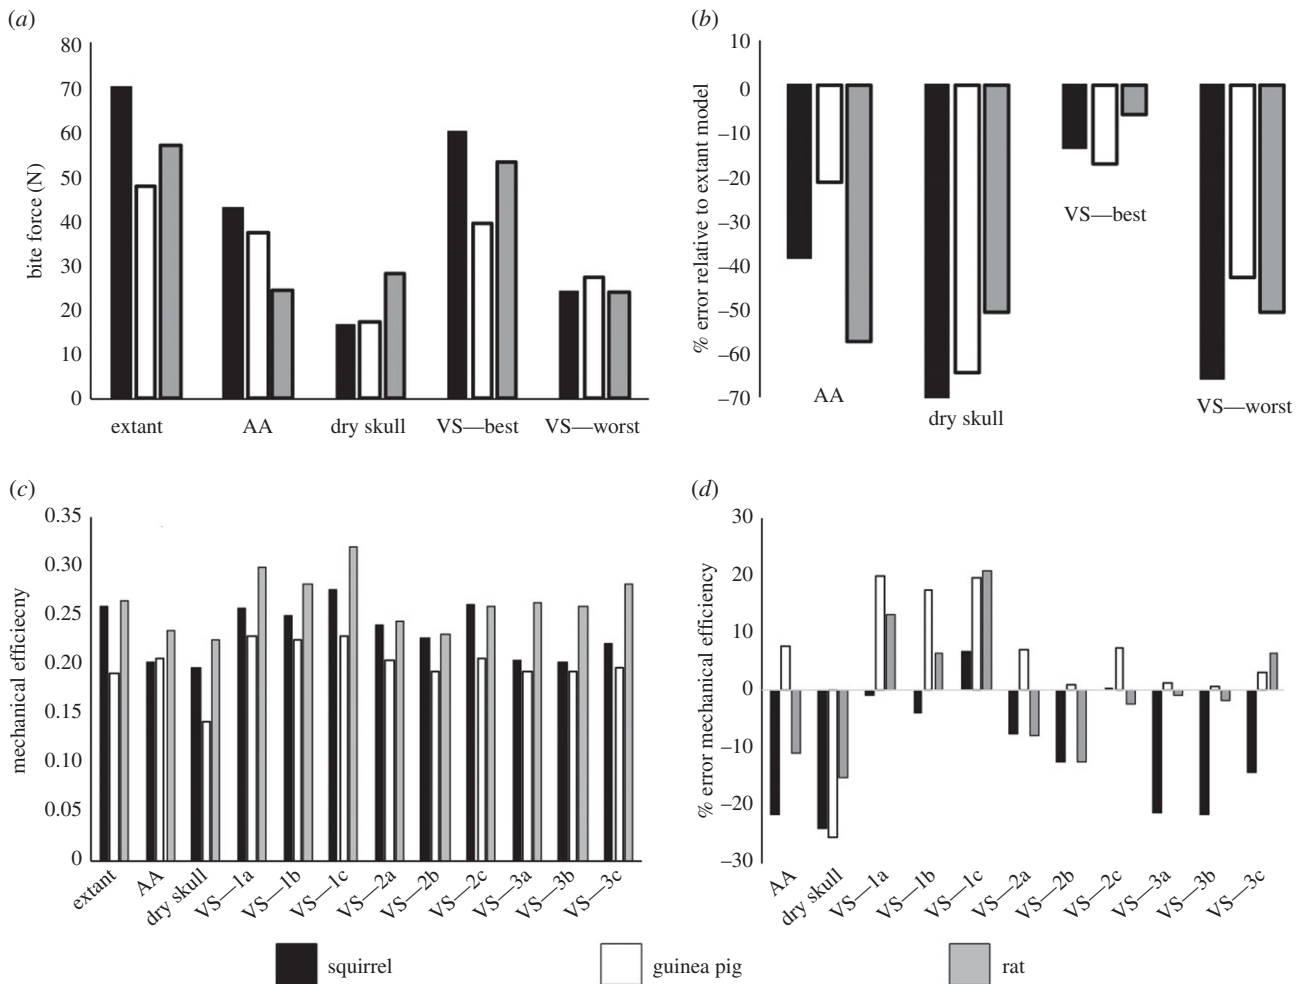 (a)
80
70
60
50
40
30
20
10
0
bite force (N)
extant
AA
dry skull
VS—best
VS—worst
(b)
10
0
–10
–20
–30
–40
–50
–60
–70
% error relative to extant model
AA
dry skull
VS—best
VS—worst
(c)
0.35
0.30
0.25
0.20
0.15
0.10
0.05
0
mechanical efficiecny
extant
AA
dry skull
VS—1a
VS—1b
VS—1c
VS—2a
VS—2b
VS—2c
VS—3a
VS—3b
VS—3c
(d)
30
20
10
0
–10
–20
–30
% error mechanical efficiency
AA
dry skull
VS—1a
VS—1b
VS—1c
VS—2a
VS—2b
VS—2c
VS—3a
VS—3b
VS—3c
squirrel
guinea pig
rat